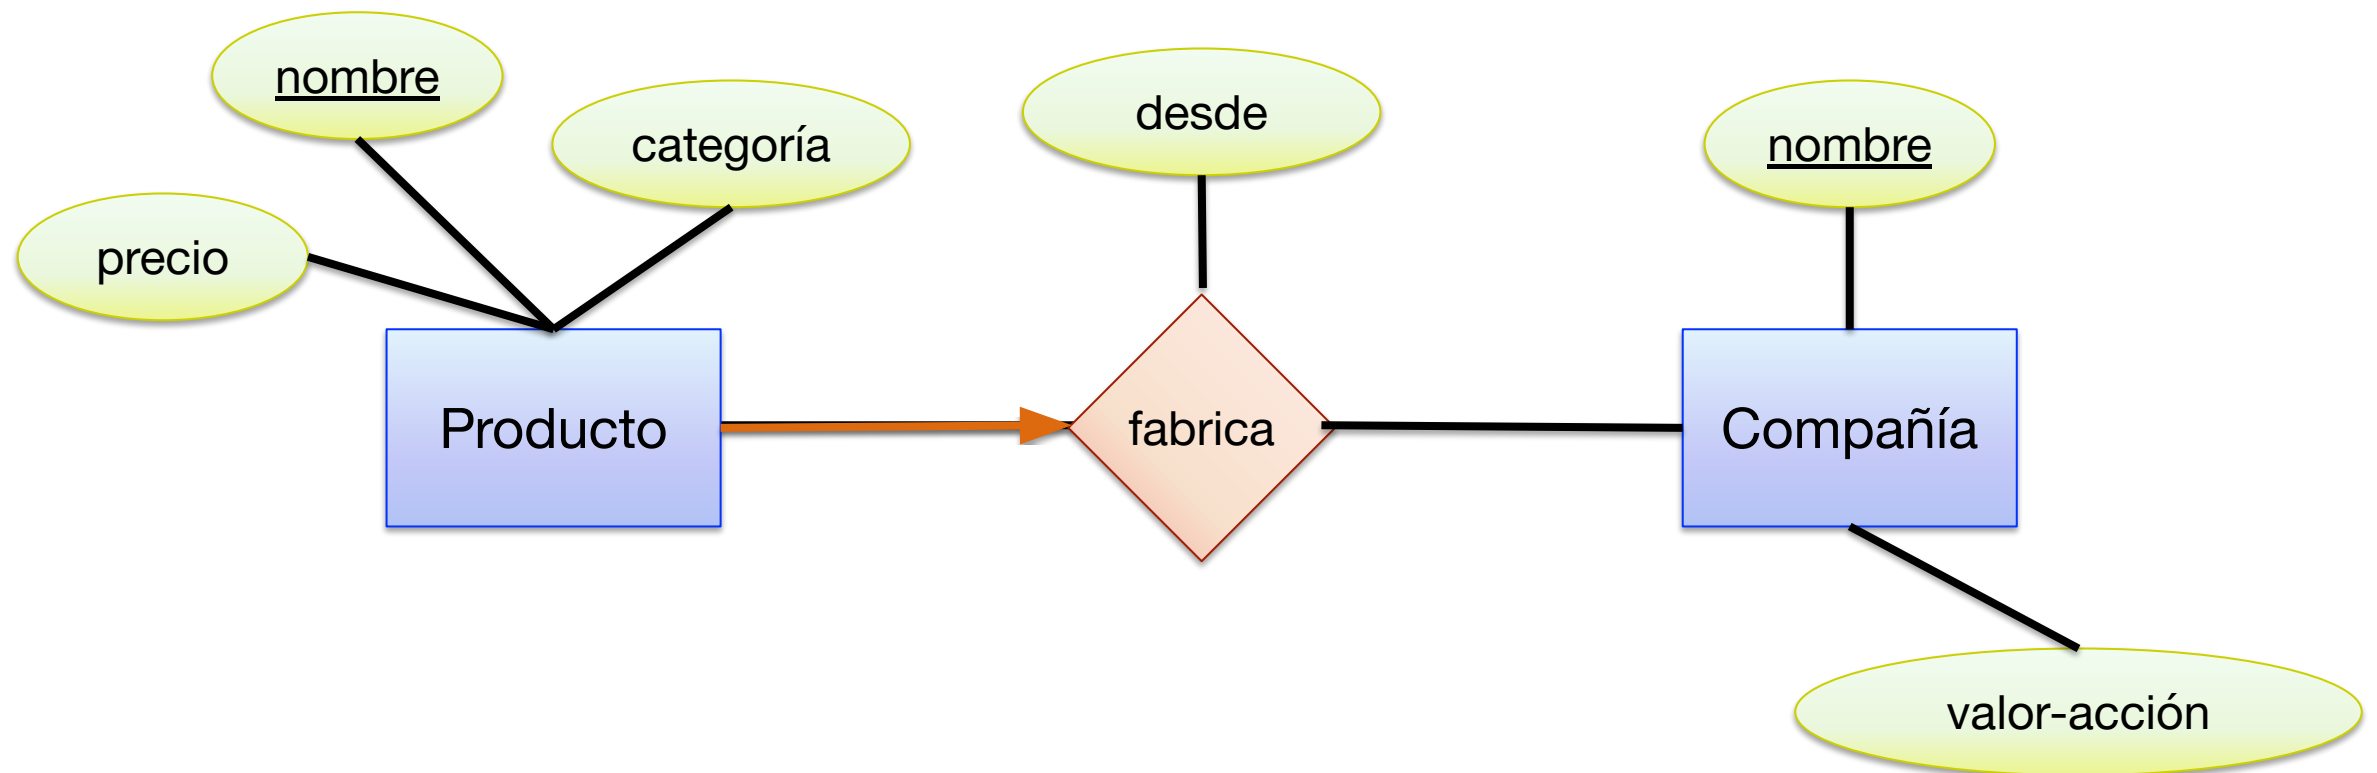 nombre
categoría
desde
nombre
precio
Producto
fabrica
Compañía
valor-acción